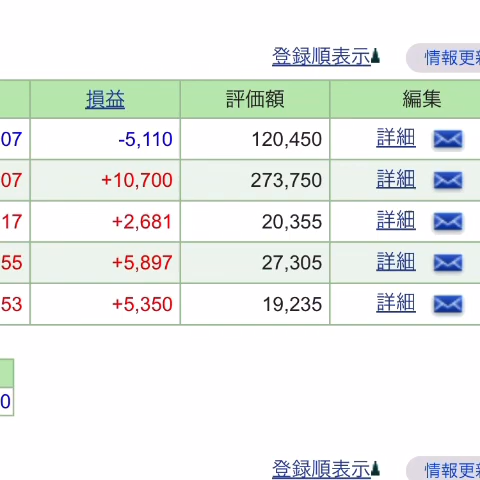 登録順表示 情報更
損益 評価額 編集
07 -5,110 120,450 詳細
07 +10,700 273,750 詳細
17 +2,681 20,355 詳細
55 +5,897 27,305 詳細
53 +5,350 19,235 詳細
0
登録順表示 情報更